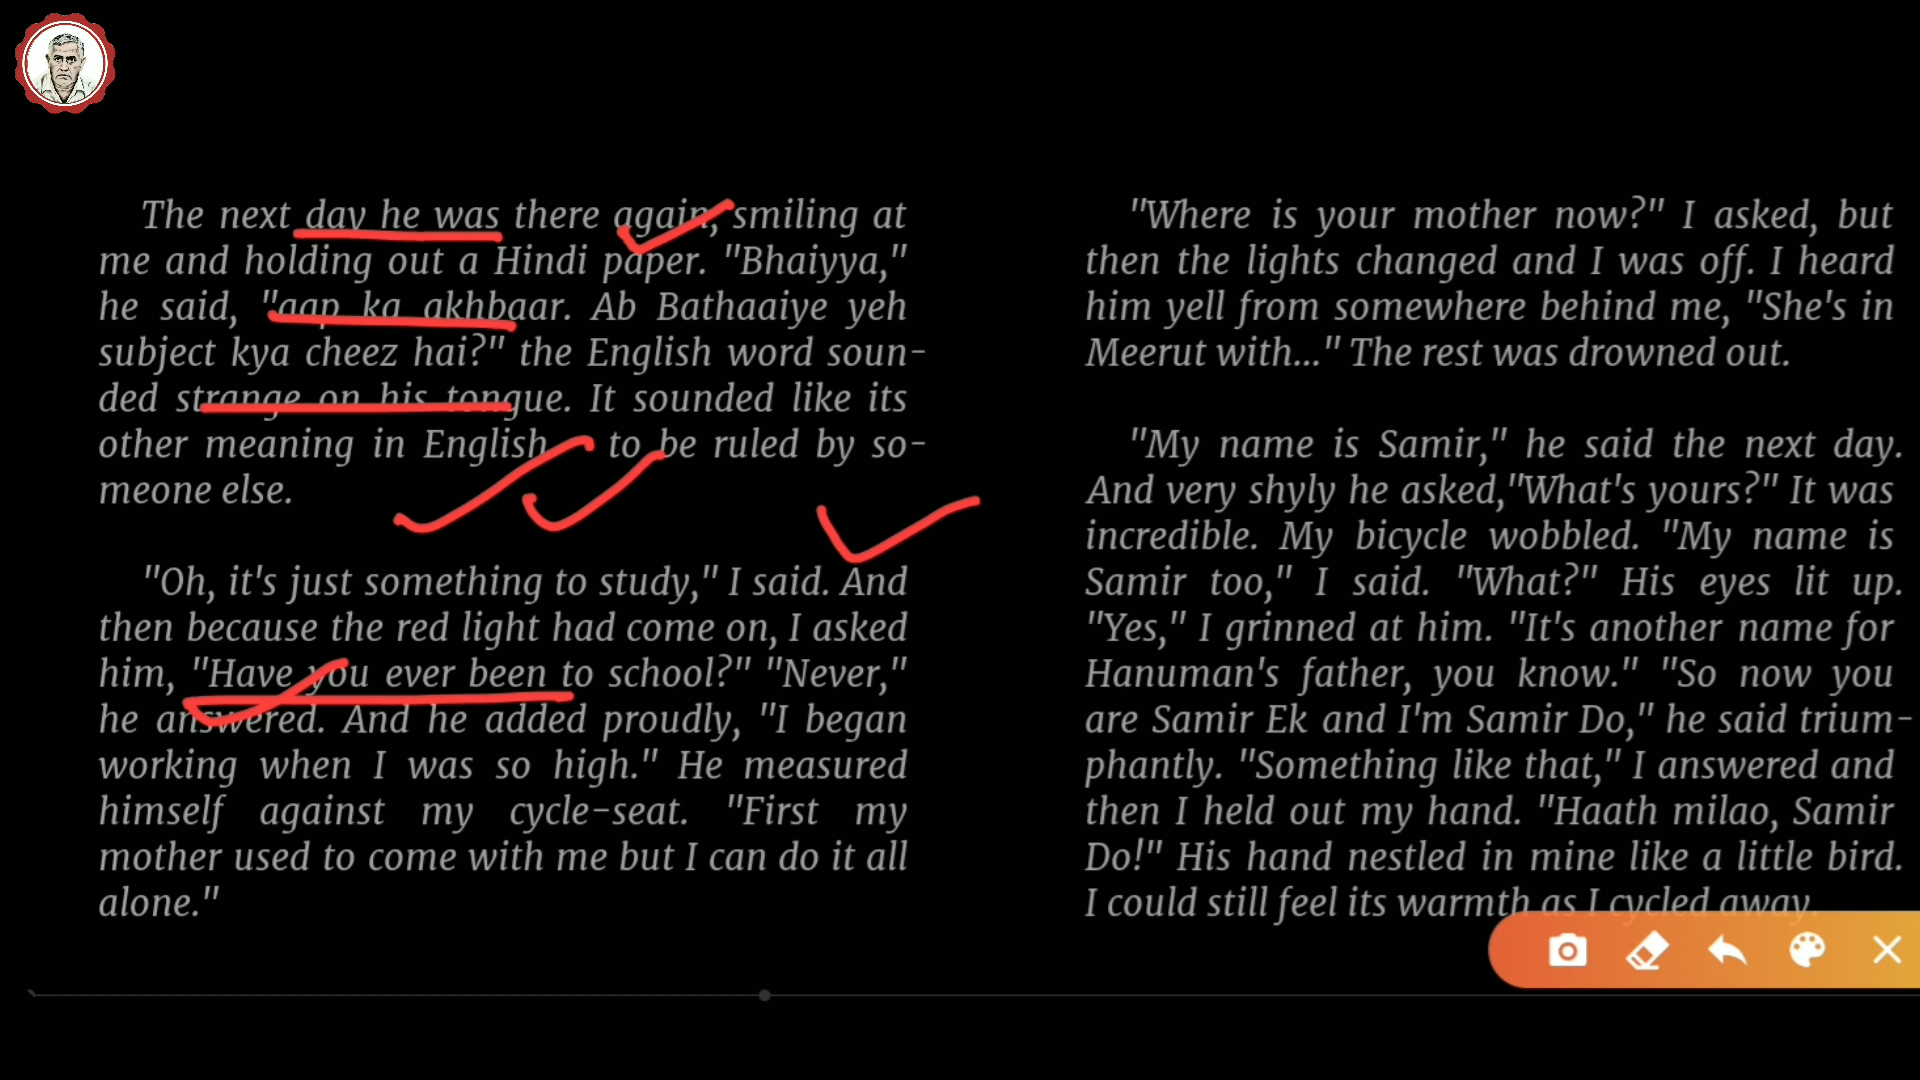 The next day he was there again, smiling at
me and holding out a Hindi paper. "Bhaiyya,"
he said, "aap ka akhbaar. Ab Bathaaiye yeh
subject kya cheez hai?" the English word soun-
ded strange on his tongue. It sounded like its
other meaning in English to be ruled by so-
meone else.
"Oh, it's just something to study," I said. And
then because the red light had come on, I asked
him, "Have you ever been to school?" "Never,"
he answered. And he added proudly, "I began
working when I was so high." He measured
himself against my cycle-seat. "First my
mother used to come with me but I can do it all
alone."
"Where is your mother now?" I asked, but
then the lights changed and I was off. I heard
him yell from somewhere behind me, "She's in
Meerut with..." The rest was drowned out.
"My name is Samir," he said the next day.
And very shyly he asked,"What's yours?" It was
incredible. My bicycle wobbled. "My name is
Samir too," I said. "What?" His eyes lit up.
"Yes," I grinned at him. "It's another name for
Hanuman's father, you know." "So now you
are Samir Ek and I'm Samir Do," he said trium-
phantly. "Something like that," I answered and
then I held out my hand. "Haath milao, Samir
Do!" His hand nestled in mine like a little bird.
I could still feel its warmth as I cycled away.